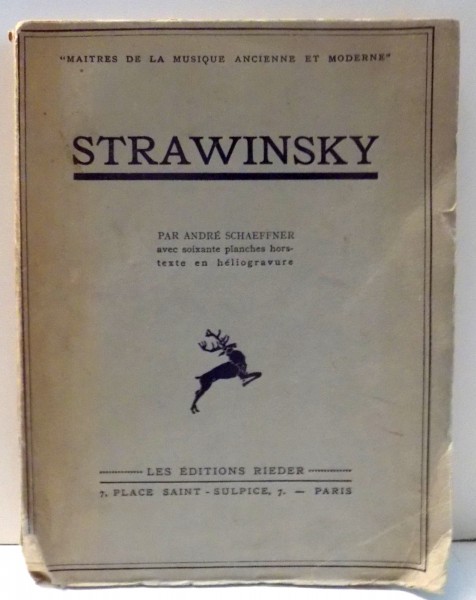 "MAITRES DE LA MUSIQUE ANCIENNE ET MODERNE"
STRAWINSKY
PAR ANDRÉ SCHAEFFNER
avec soixante planches hors-
texte en héliogravure
LES ÉDITIONS RIEDER
7, PLACE SAINT-SULPICE, 7. — PARIS